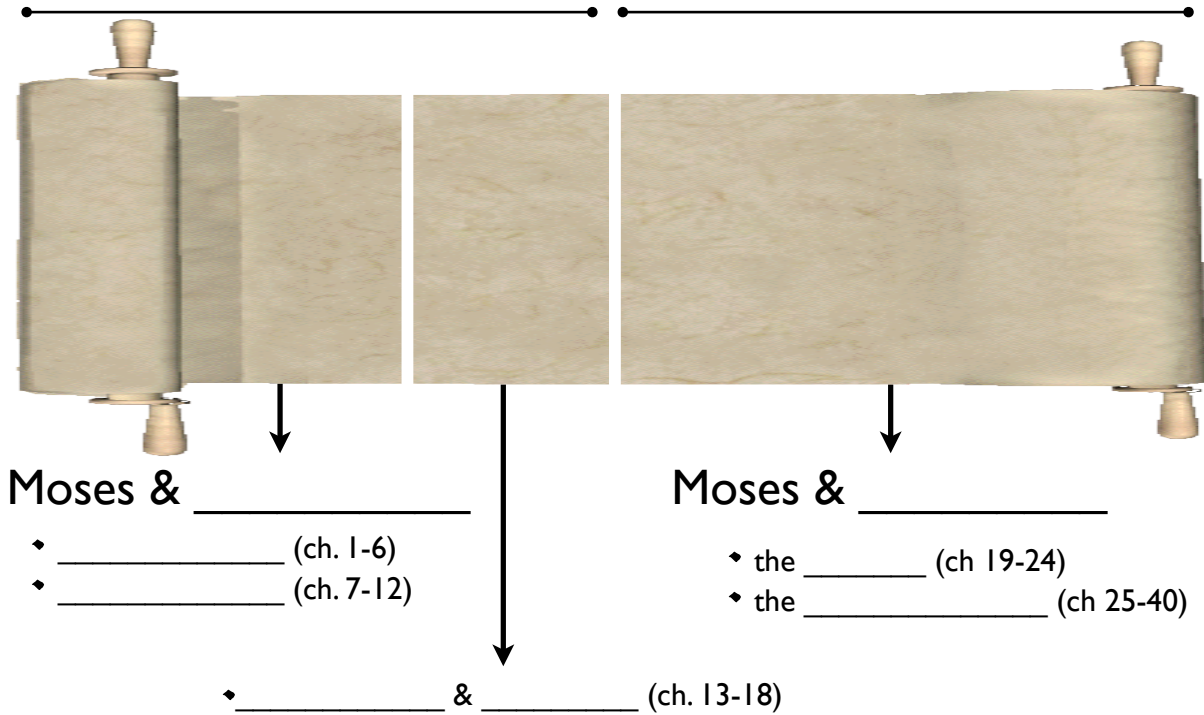 Moses & ___________
• _____________ (ch. 1-6)
• _____________ (ch. 7-12)
Moses & __________
• the _______ (ch 19-24)
• the ______________ (ch 25-40)
• ____________ & _________ (ch. 13-18)